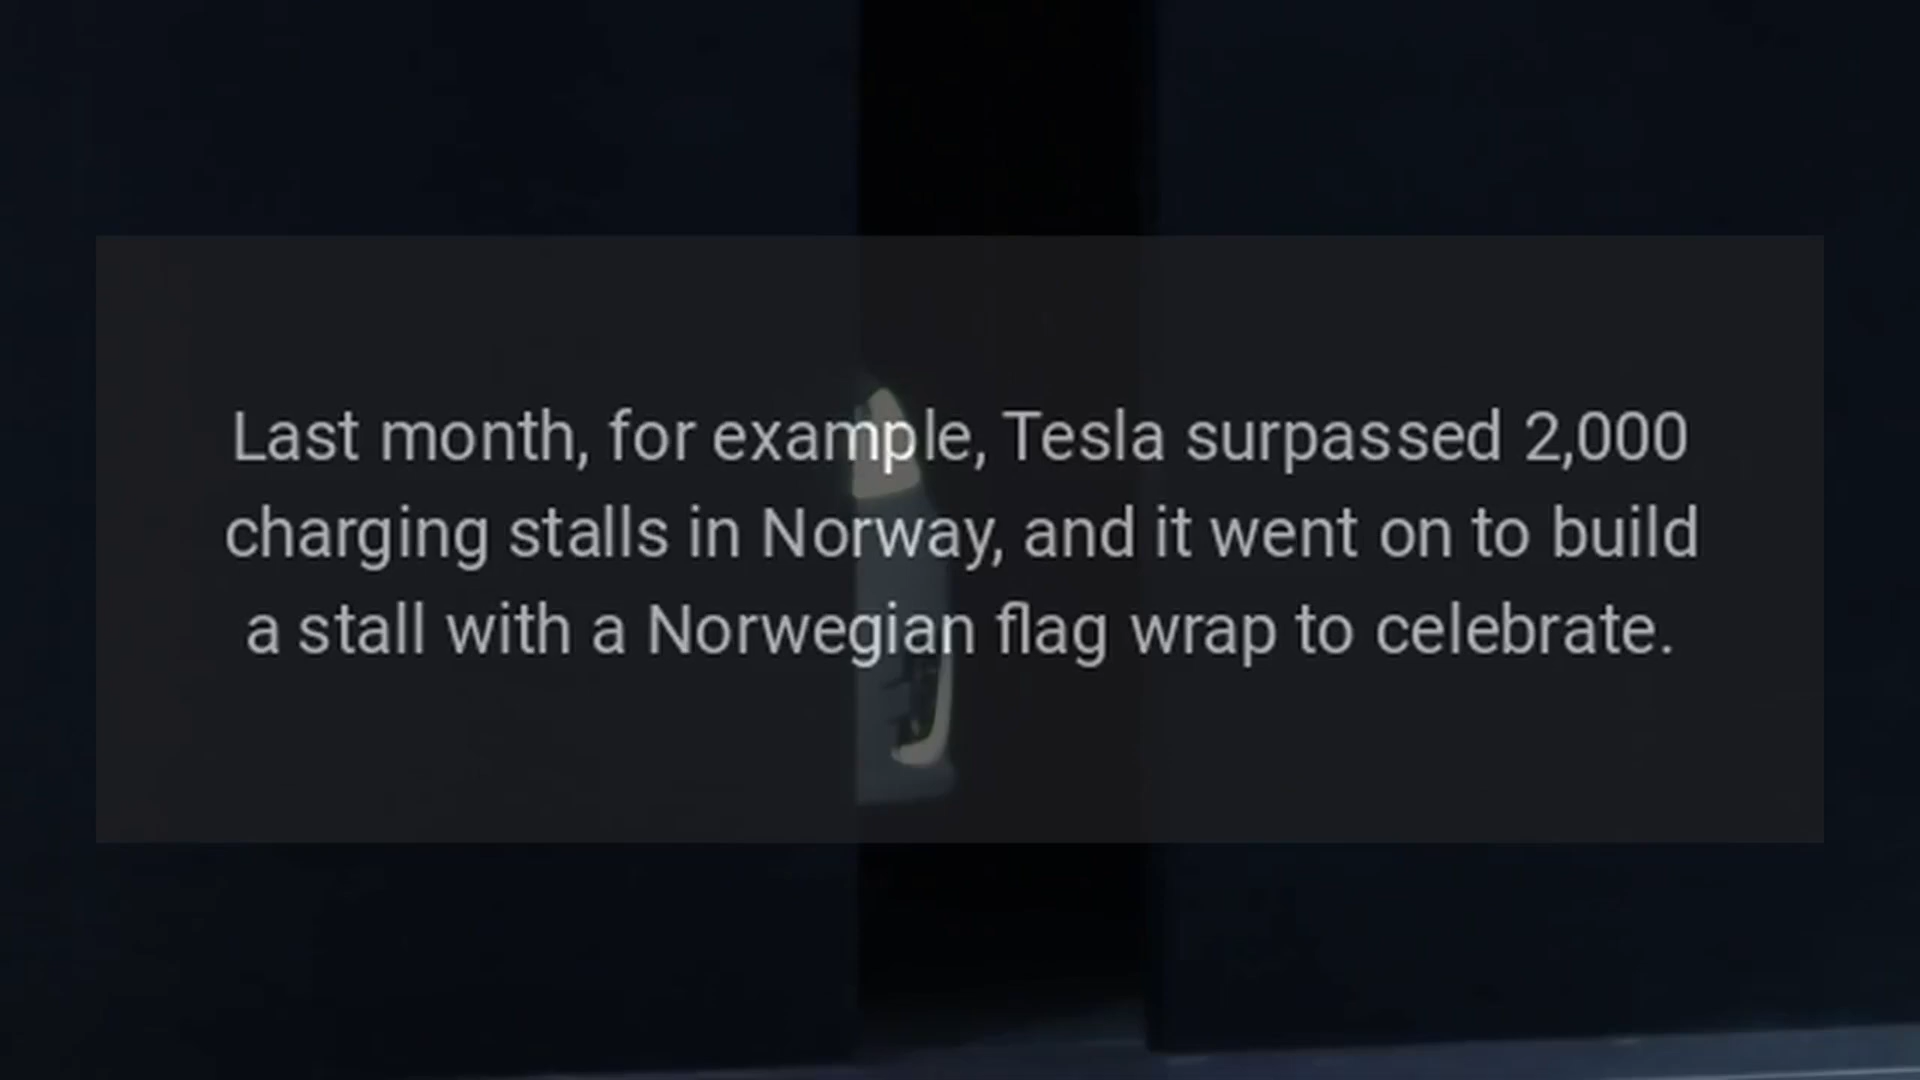 Last month, for example, Tesla surpassed 2,000
charging stalls in Norway, and it went on to build
a stall with a Norwegian flag wrap to celebrate.